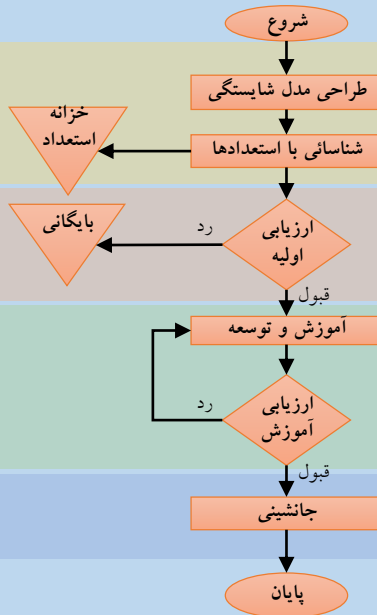 شروع
طراحی مدل شایستگی
شناسائی با استعدادها
خزانه
استعداد
ارزیابی
اولیه
رد
بایگانی
قبول
آموزش و توسعه
ارزیابی
آموزش
رد
قبول
جانشینی
پایان